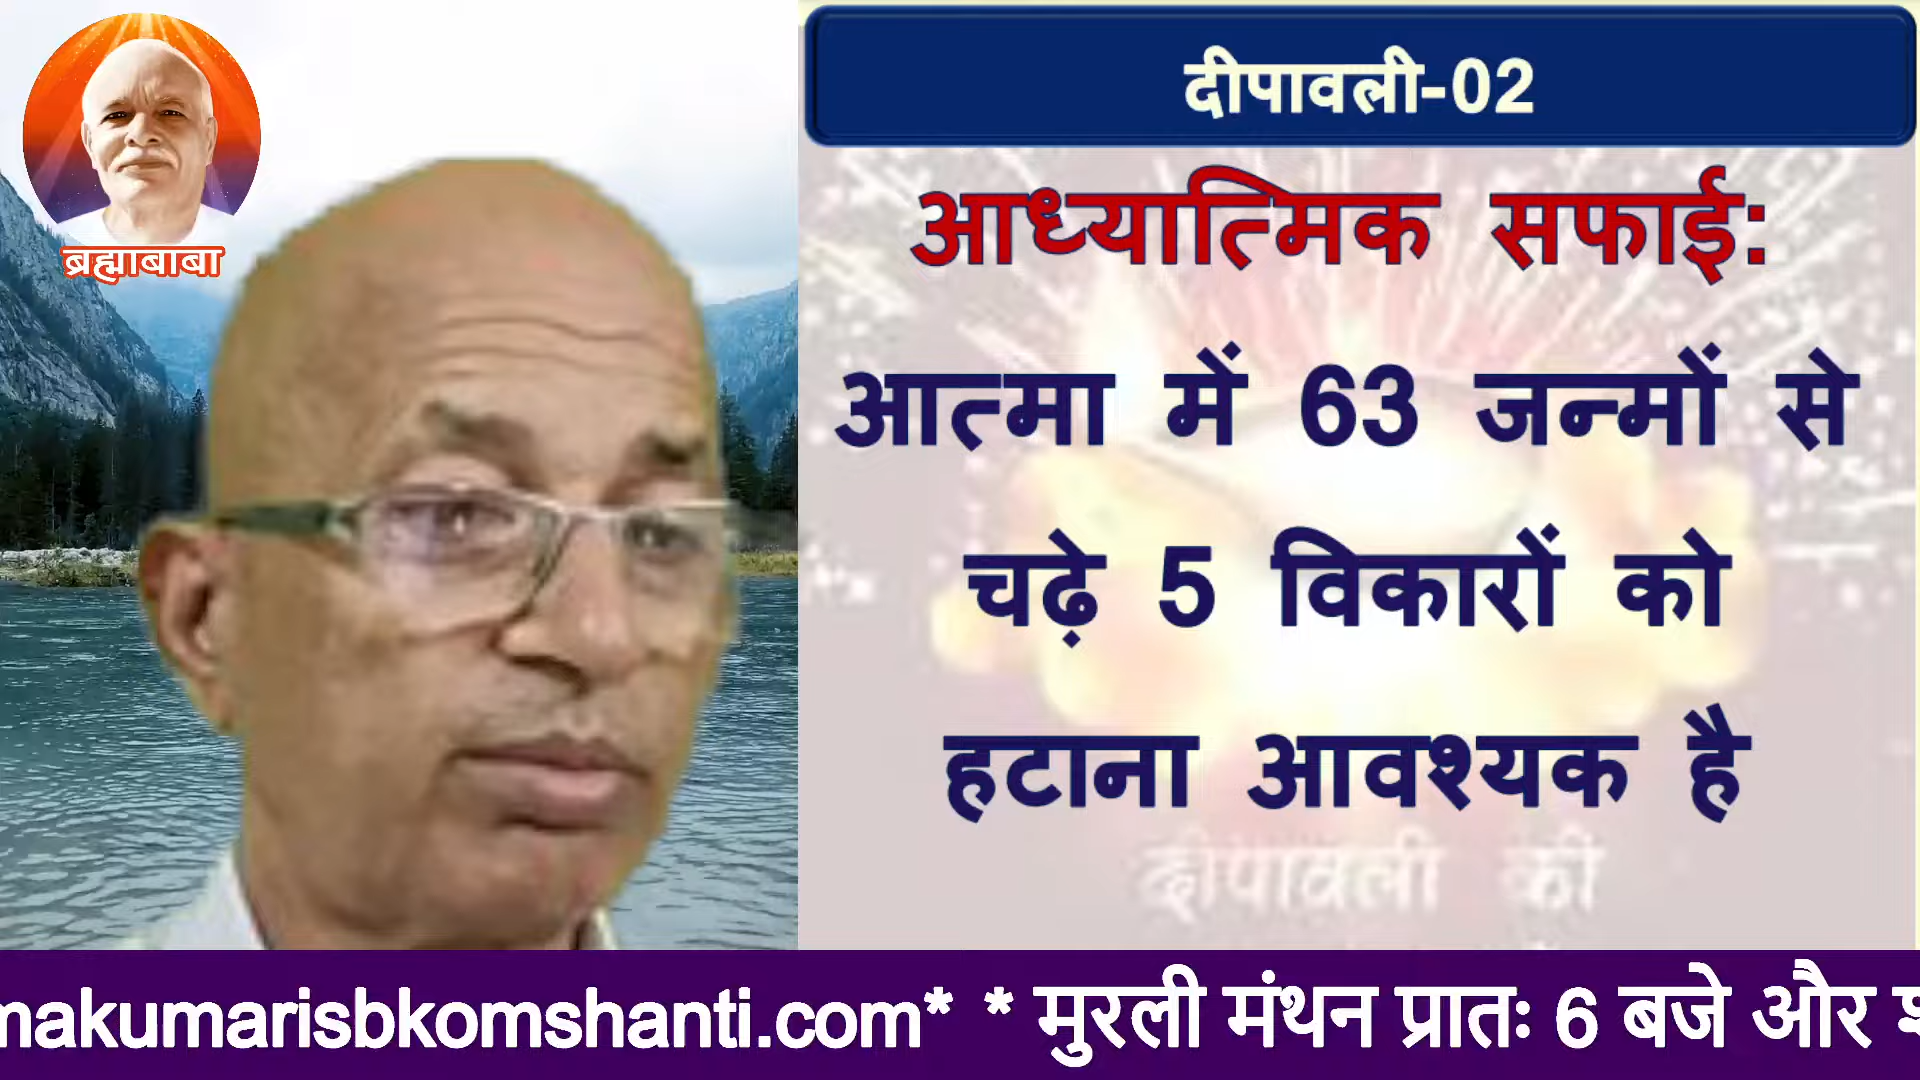 ब्रह्माबाबा
दीपावली-02
आध्यात्मिक सफाई:
आत्मा में 63 जन्मों से
चढ़े 5 विकारों को
हटाना आवश्यक है
दीपावली की
makumarisbkomshanti.com* * मुरली मंथन प्रातः 6 बजे और